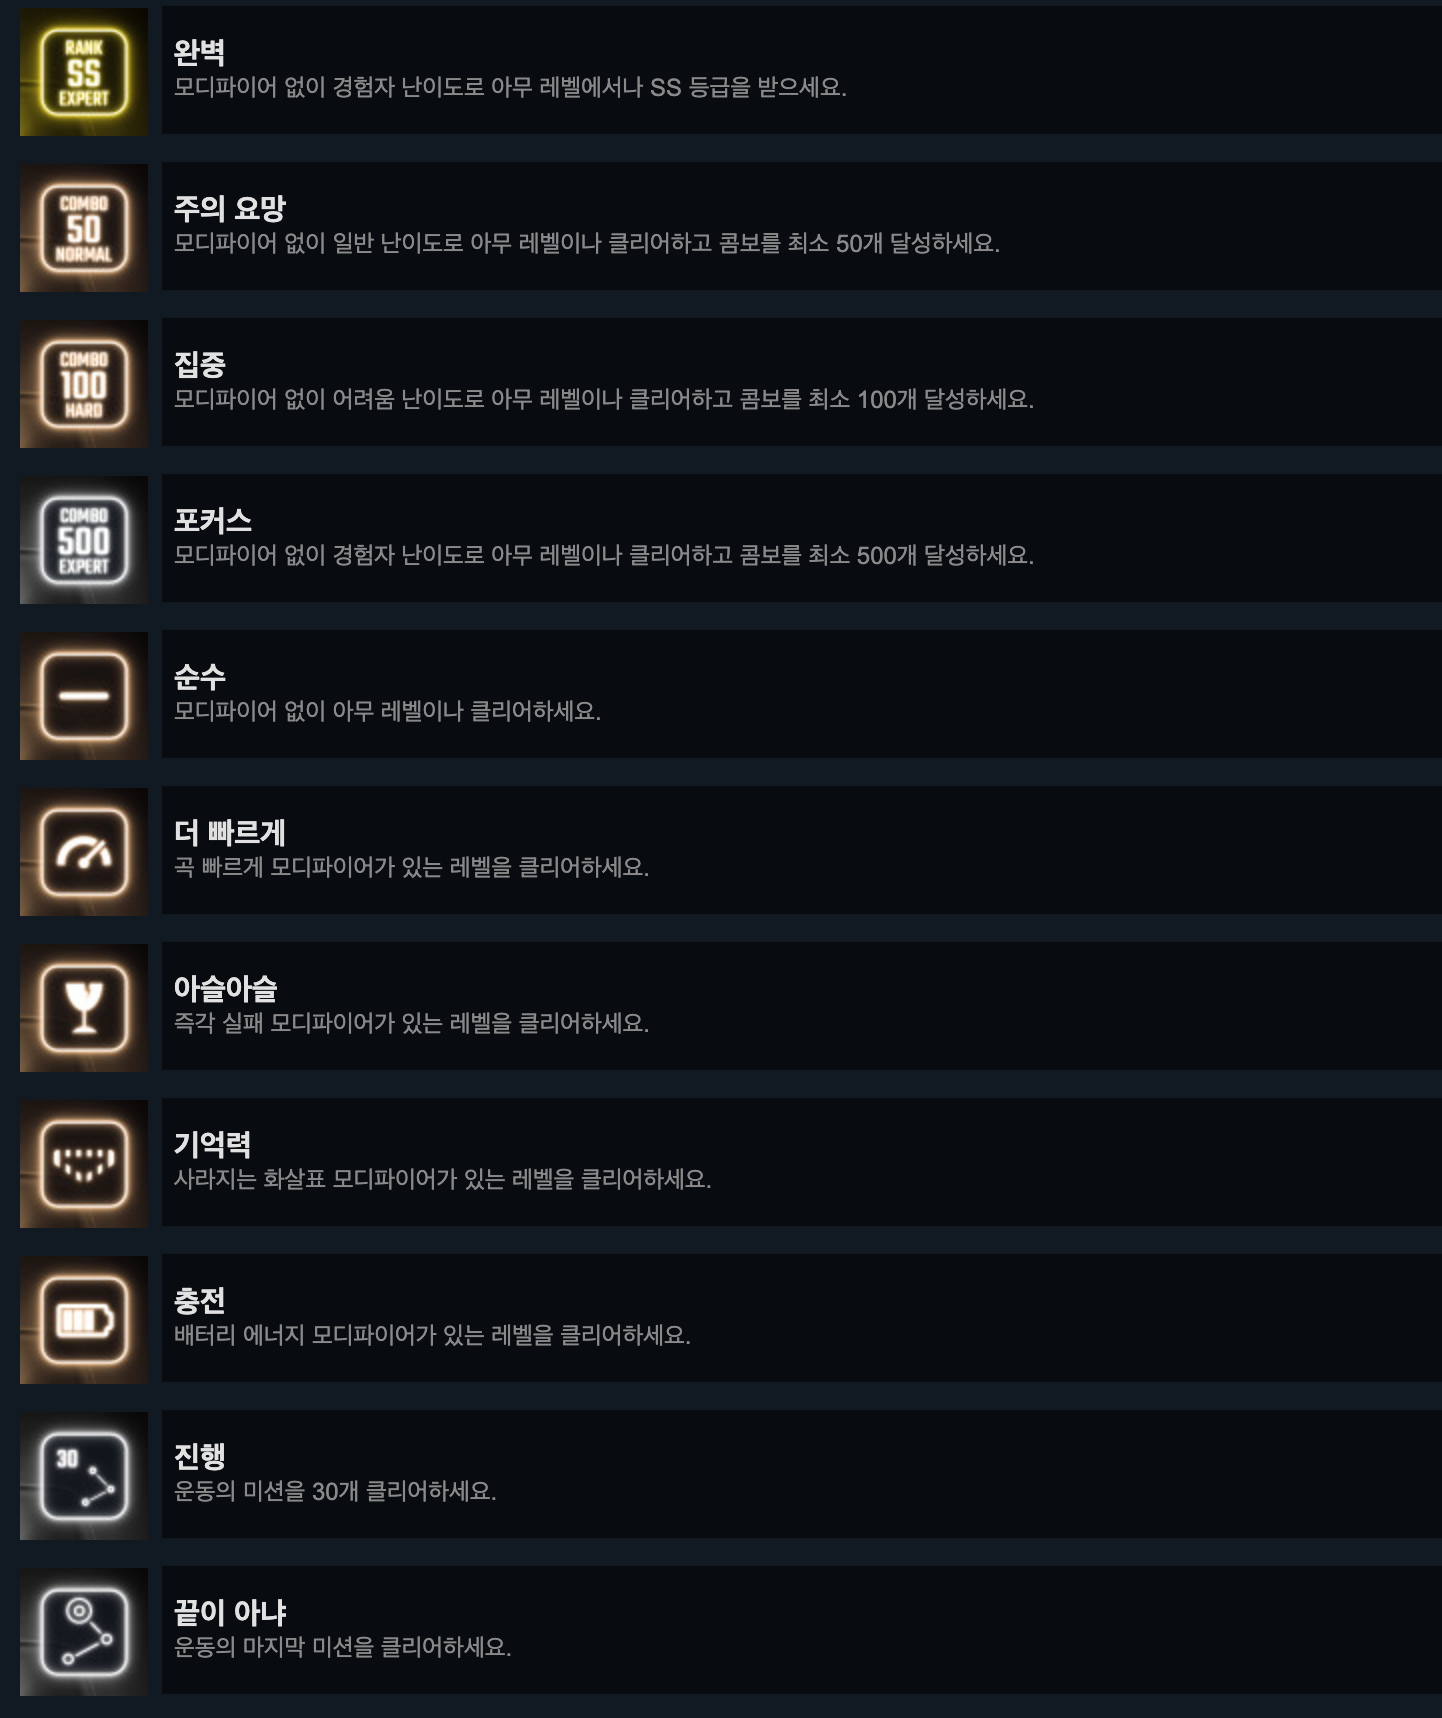 RANK
SS
EXPERT
완벽
모디파이어 없이 경험자 난이도로 아무 레벨에서나 SS 등급을 받으세요.
COMBO
50
NORMAL
주의 요망
모디파이어 없이 일반 난이도로 아무 레벨이나 클리어하고 콤보를 최소 50개 달성하세요.
COMBO
100
HARD
집중
모디파이어 없이 어려움 난이도로 아무 레벨이나 클리어하고 콤보를 최소 100개 달성하세요.
COMBO
500
EXPERT
포커스
모디파이어 없이 경험자 난이도로 아무 레벨이나 클리어하고 콤보를 최소 500개 달성하세요.
순수
모디파이어 없이 아무 레벨이나 클리어하세요.
더 빠르게
곡 빠르게 모디파이어가 있는 레벨을 클리어하세요.
아슬아슬
즉각 실패 모디파이어가 있는 레벨을 클리어하세요.
기억력
사라지는 화살표 모디파이어가 있는 레벨을 클리어하세요.
충전
배터리 에너지 모디파이어가 있는 레벨을 클리어하세요.
30
진행
운동의 미션을 30개 클리어하세요.
끝이 아냐
운동의 마지막 미션을 클리어하세요.